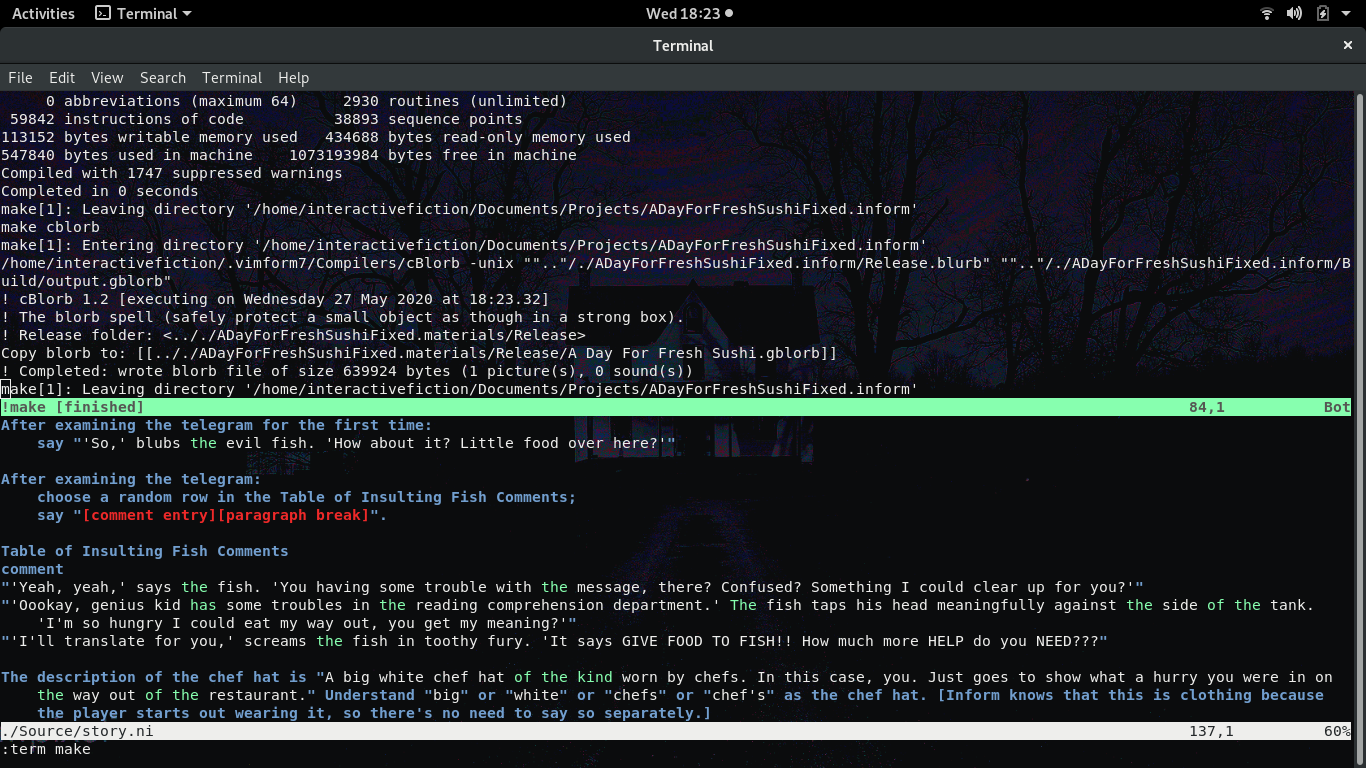 Activities Terminal Wed 18:23
Terminal
File Edit View Search Terminal Help
0 abbreviations (maximum 64) 2930 routines (unlimited)
59842 instructions of code 38893 sequence points
113152 bytes writable memory used 434688 bytes read-only memory used
547840 bytes used in machine 1073193984 bytes free in machine
Compiled with 1747 suppressed warnings
Completed in 0 seconds
make[1]: Leaving directory '/home/interactivefiction/Documents/Projects/ADayForFreshSushiFixed.inform'
make cblorb
make[1]: Entering directory '/home/interactivefiction/Documents/Projects/ADayForFreshSushiFixed.inform'
/home/interactivefiction/.vimform7/Compilers/cBlorb -unix "".."/./ADayForFreshSushiFixed.inform/Release.blurb" "".."/./ADayForFreshSushiFixed.inform/B
uild/output.gblorb"
! cBlorb 1.2 [executing on Wednesday 27 May 2020 at 18:23.32]
! The blorb spell (safely protect a small object as though in a strong box).
! Release folder: <.././ADayForFreshSushiFixed.materials/Release>
Copy blorb to: [[.././ADayForFreshSushiFixed.materials/Release/A Day For Fresh Sushi.gblorb]]
! Completed: wrote blorb file of size 639924 bytes (1 picture(s), 0 sound(s))
make[1]: Leaving directory '/home/interactivefiction/Documents/Projects/ADayForFreshSushiFixed.inform'
!make [finished] 84,1 Bot
After examining the telegram for the first time:
say "'So,' blubs the evil fish. 'How about it? Little food over here?'"
After examining the telegram:
choose a random row in the Table of Insulting Fish Comments;
say "[comment entry][paragraph break]".
Table of Insulting Fish Comments
comment
"'Yeah, yeah,' says the fish. 'You having some trouble with the message, there? Confused? Something I could clear up for you?'"
"'Oookay, genius kid has some troubles in the reading comprehension department.' The fish taps his head meaningfully against the side of the tank.
'I'm so hungry I could eat my way out, you get my meaning?'"
"'I'll translate for you,' screams the fish in toothy fury. 'It says GIVE FOOD TO FISH!! How much more HELP do you NEED???"
The description of the chef hat is "A big white chef hat of the kind worn by chefs. In this case, you. Just goes to show what a hurry you were in on
the way out of the restaurant." Understand "big" or "white" or "chefs" or "chef's" as the chef hat. [Inform knows that this is clothing because
the player starts out wearing it, so there's no need to say so separately.]
./Source/story.ni 137,1 60%
:term make